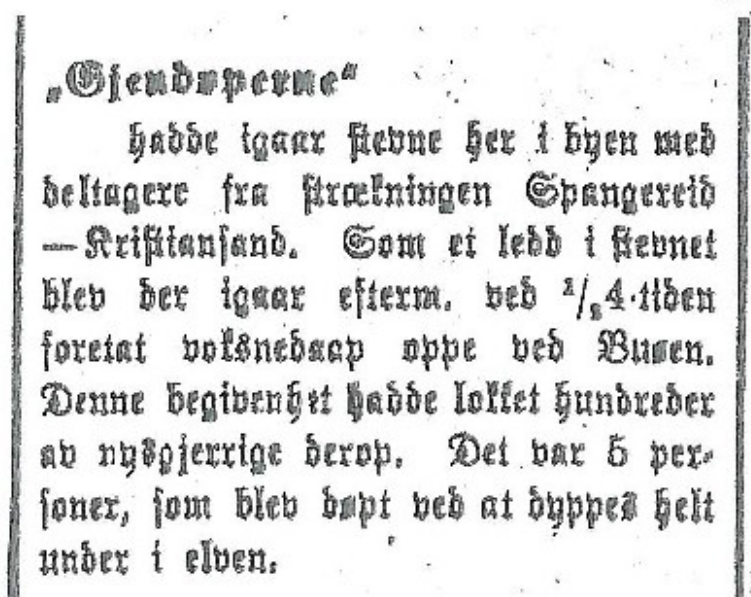 „Gjendøperne“
hadde igaar stevne her i byen med
deltagere fra strækningen Spangereid
— Kristiansand. Som et ledd i stevnet
blev der igaar efterm. ved ½4-tiden
foretat voksnedaap oppe ved Buøen.
Denne begivenhet hadde lokket hundreder
av nysgjerrige derop. Det var 5 per-
soner, som blev døpt ved at dyppes helt
under i elven.